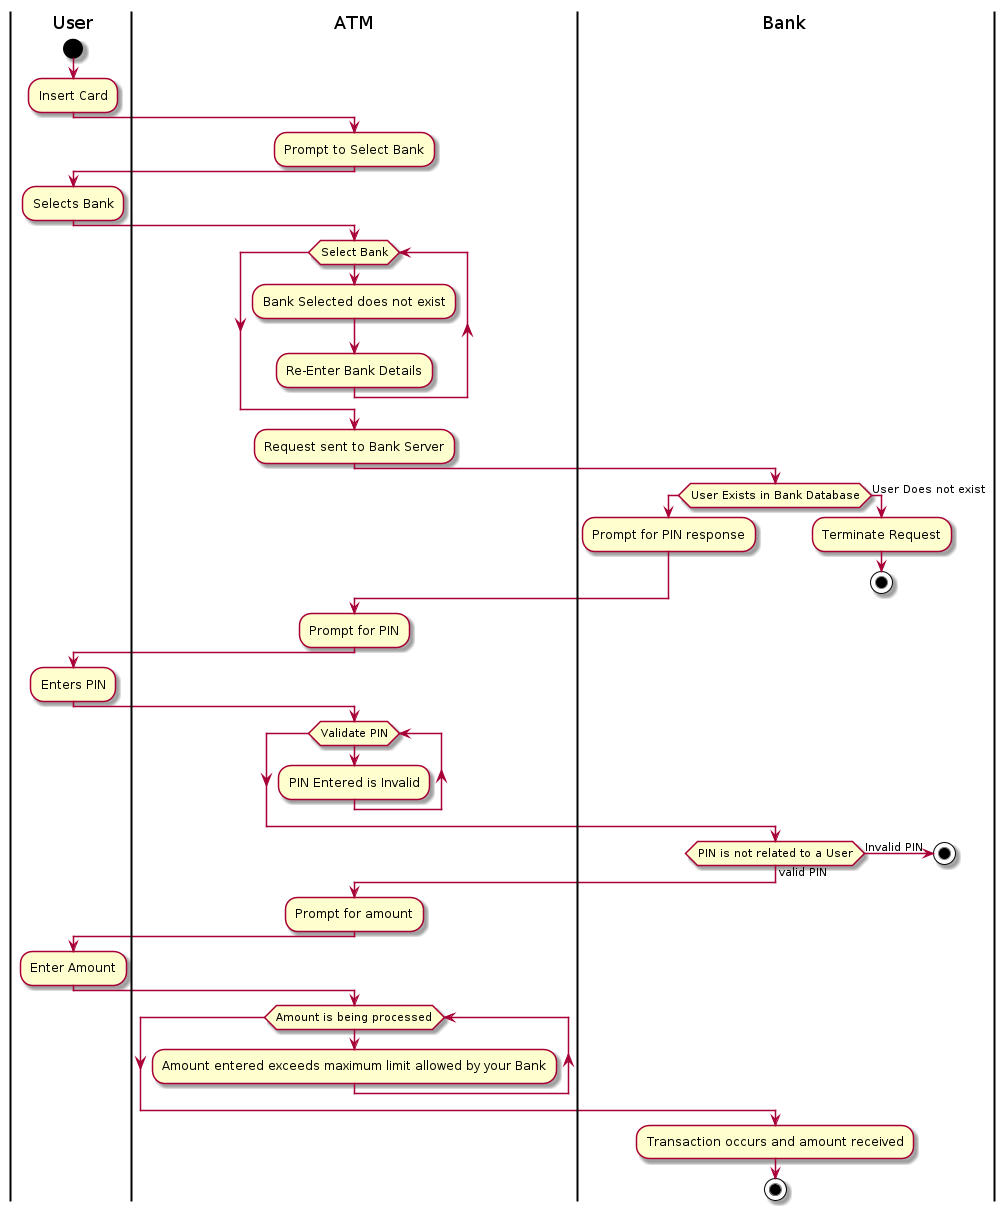 User
ATM
Bank
Insert Card
Prompt to Select Bank
Selects Bank
Select Bank
Bank Selected does not exist
Re-Enter Bank Details
Request sent to Bank Server
User Exists in Bank Database
User Does not exist
Prompt for PIN response
Terminate Request
Prompt for PIN
Enters PIN
Validate PIN
PIN Entered is Invalid
PIN is not related to a User
Invalid PIN
valid PIN
Prompt for amount
Enter Amount
Amount is being processed
Amount entered exceeds maximum limit allowed by your Bank
Transaction occurs and amount received